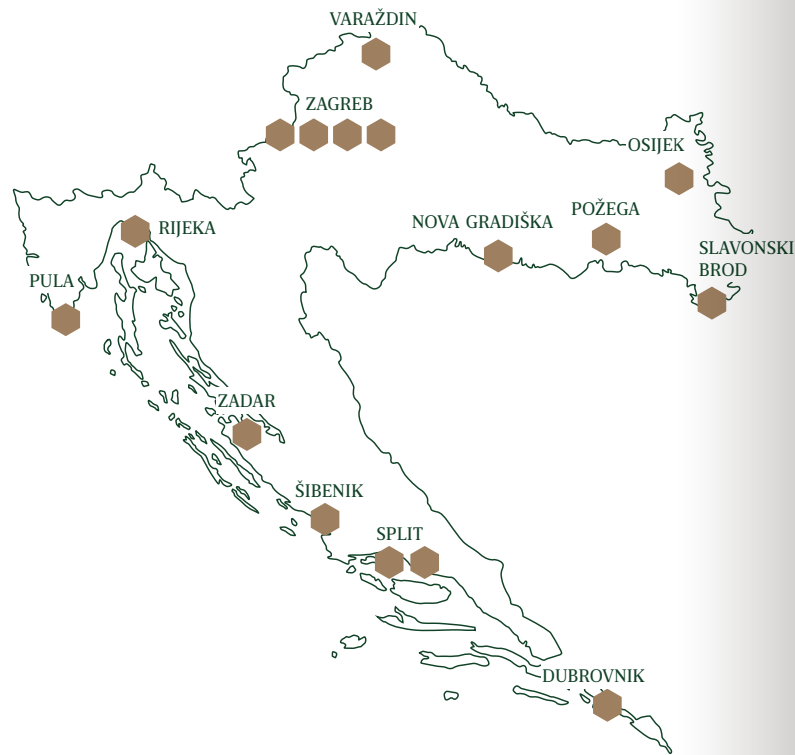 VARAŽDIN
ZAGREB
OSIJEK
POŽEGA
NOVA GRADIŠKA
RIJEKA
SLAVONSKI
BROD
PULA
ZADAR
ŠIBENIK
SPLIT
DUBROVNIK